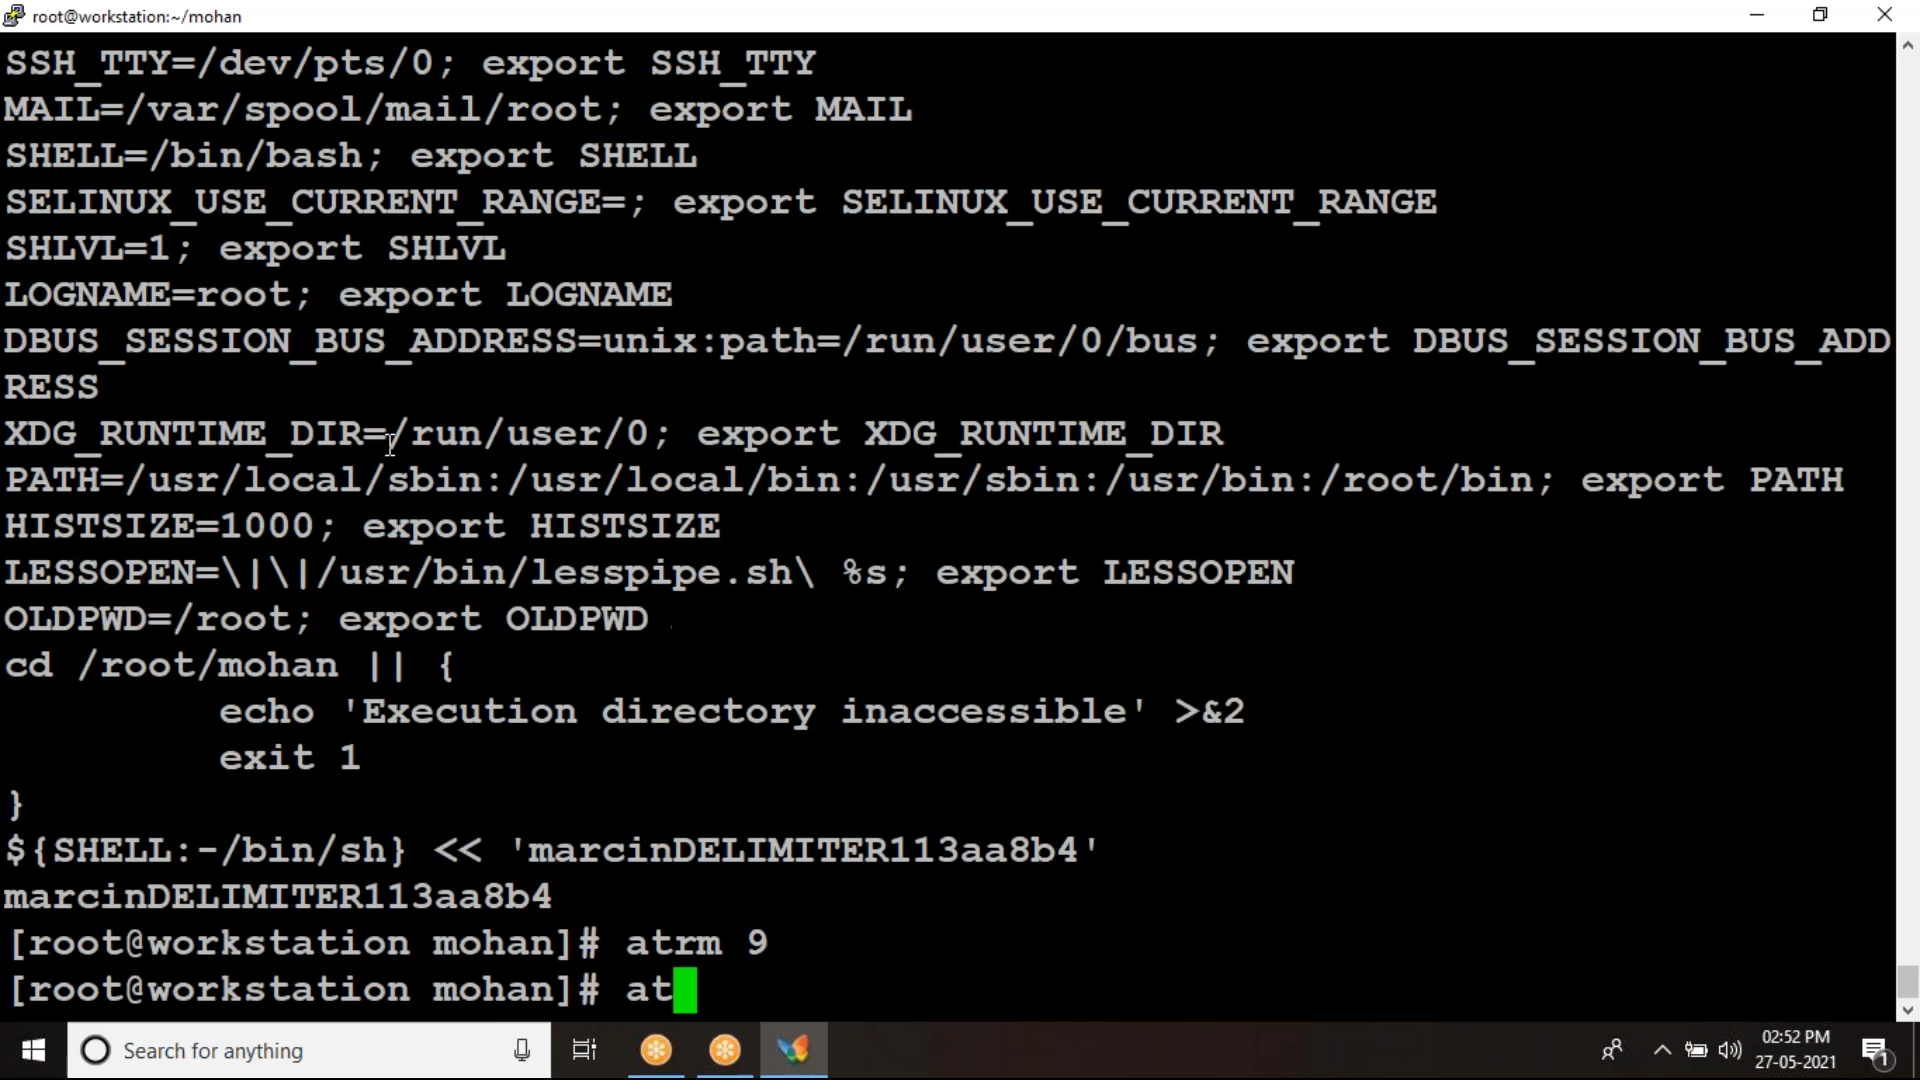 root@workstation:~/mohan
SSH_TTY=/dev/pts/0; export SSH_TTY
MAIL=/var/spool/mail/root; export MAIL
SHELL=/bin/bash; export SHELL
SELINUX_USE_CURRENT_RANGE=; export SELINUX_USE_CURRENT_RANGE
SHLVL=1; export SHLVL
LOGNAME=root; export LOGNAME
DBUS_SESSION_BUS_ADDRESS=unix:path=/run/user/0/bus; export DBUS_SESSION_BUS_ADD
RESS
XDG_RUNTIME_DIR=/run/user/0; export XDG_RUNTIME_DIR
PATH=/usr/local/sbin:/usr/local/bin:/usr/sbin:/usr/bin:/root/bin; export PATH
HISTSIZE=1000; export HISTSIZE
LESSOPEN=\|\|/usr/bin/lesspipe.sh\ %s; export LESSOPEN
OLDPWD=/root; export OLDPWD
cd /root/mohan || {
        echo 'Execution directory inaccessible' >&2
        exit 1
}
${SHELL:-/bin/sh} << 'marcinDELIMITER113aa8b4'
marcinDELIMITER113aa8b4
[root@workstation mohan]# atrm 9
[root@workstation mohan]# at
Search for anything
02:52 PM
27-05-2021
1